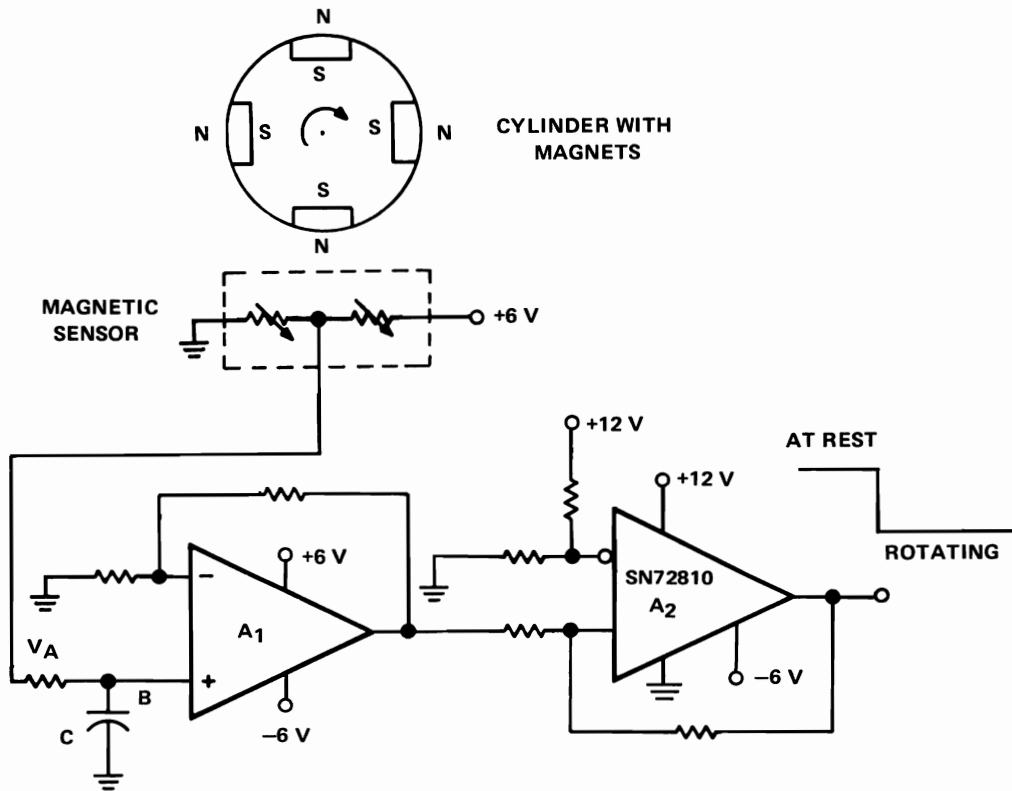 N
S
N
S
S
N
CYLINDER WITH
MAGNETS
S
N
MAGNETIC
SENSOR
+6 V
+12 V
AT REST
+12 V
+6 V
ROTATING
SN72810
A2
−
A1
VA
+
B
C
−6 V
−6 V